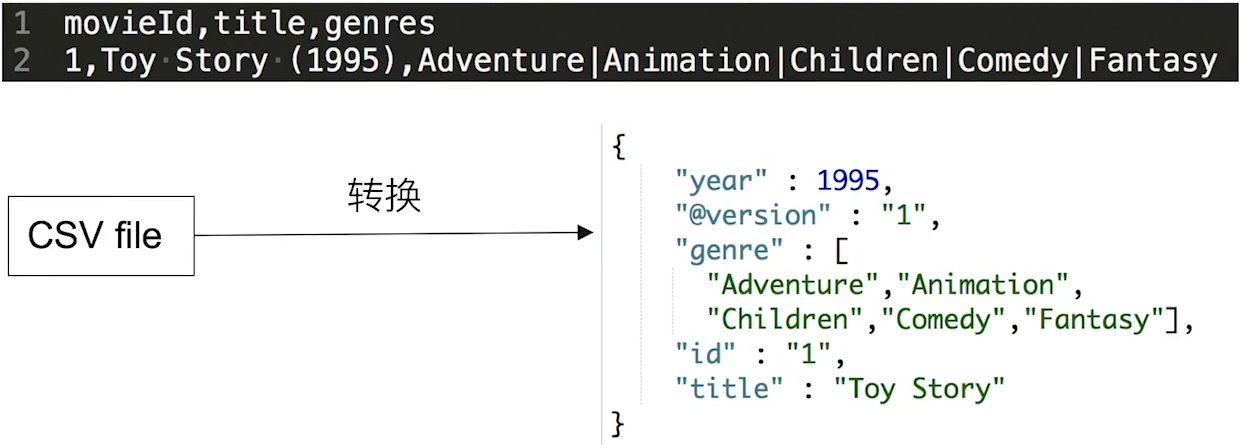 1 movieId,title,genres
2 1,Toy Story (1995),Adventure|Animation|Children|Comedy|Fantasy
CSV file
转换
{
"year" : 1995,
"@version" : "1",
"genre" : [
"Adventure","Animation",
"Children","Comedy","Fantasy"],
"id" : "1",
"title" : "Toy Story"
}